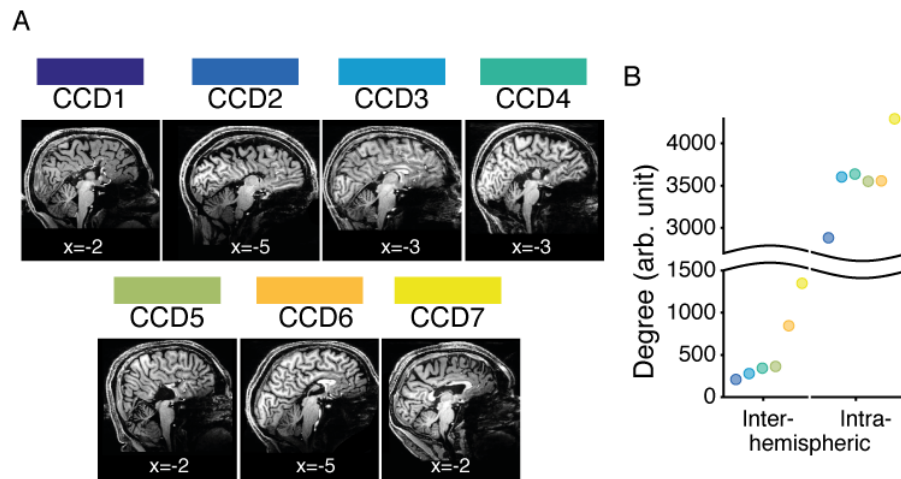 A
CCD1 CCD2 CCD3 CCD4
x=-2 x=-5 x=-3 x=-3
CCD5 CCD6 CCD7
x=-2 x=-5 x=-2
B
Degree (arb. unit)
4000
3500
3000
1500
1000
500
0
Inter- Intra-
hemispheric